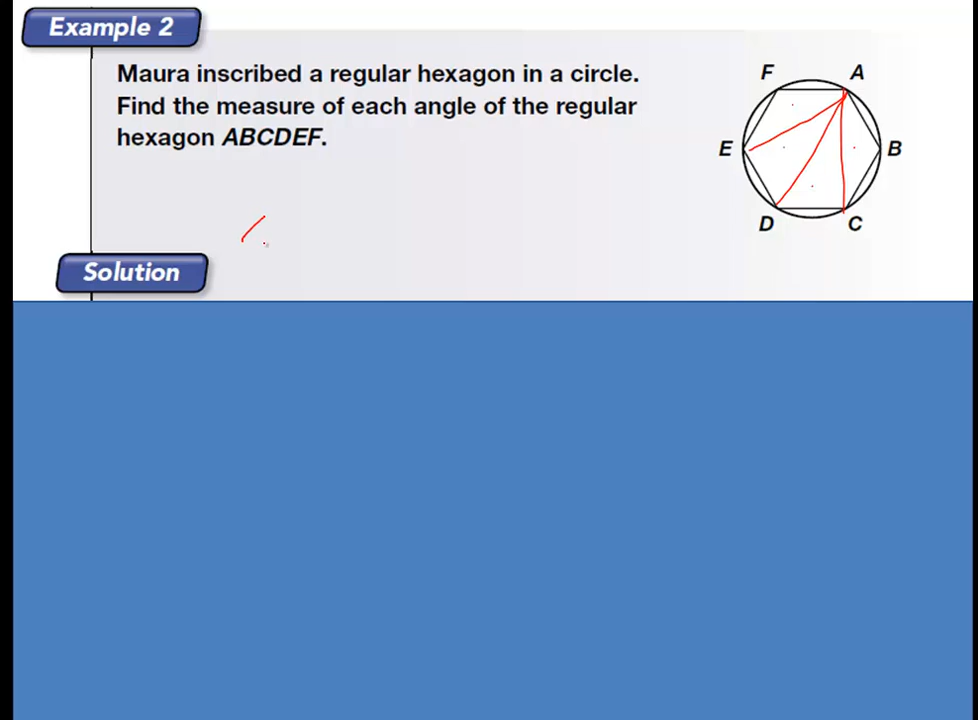 Example 2
Maura inscribed a regular hexagon in a circle.
Find the measure of each angle of the regular
hexagon ABCDEF.
F A
E B
D C
Solution